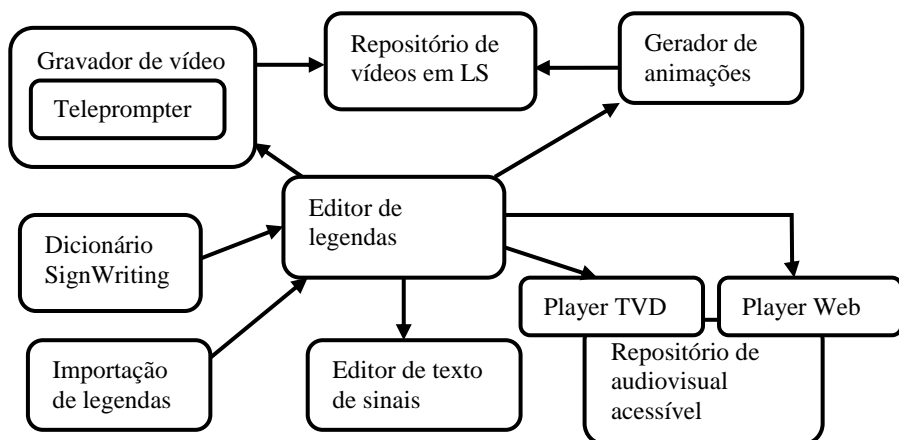 Gravador de vídeo
Teleprompter
Repositório de
vídeos em LS
Gerador de
animações
Editor de
legendas
Dicionário
SignWriting
Importação
de legendas
Editor de texto
de sinais
Player TVD
Player Web
Repositório de
audiovisual
acessível